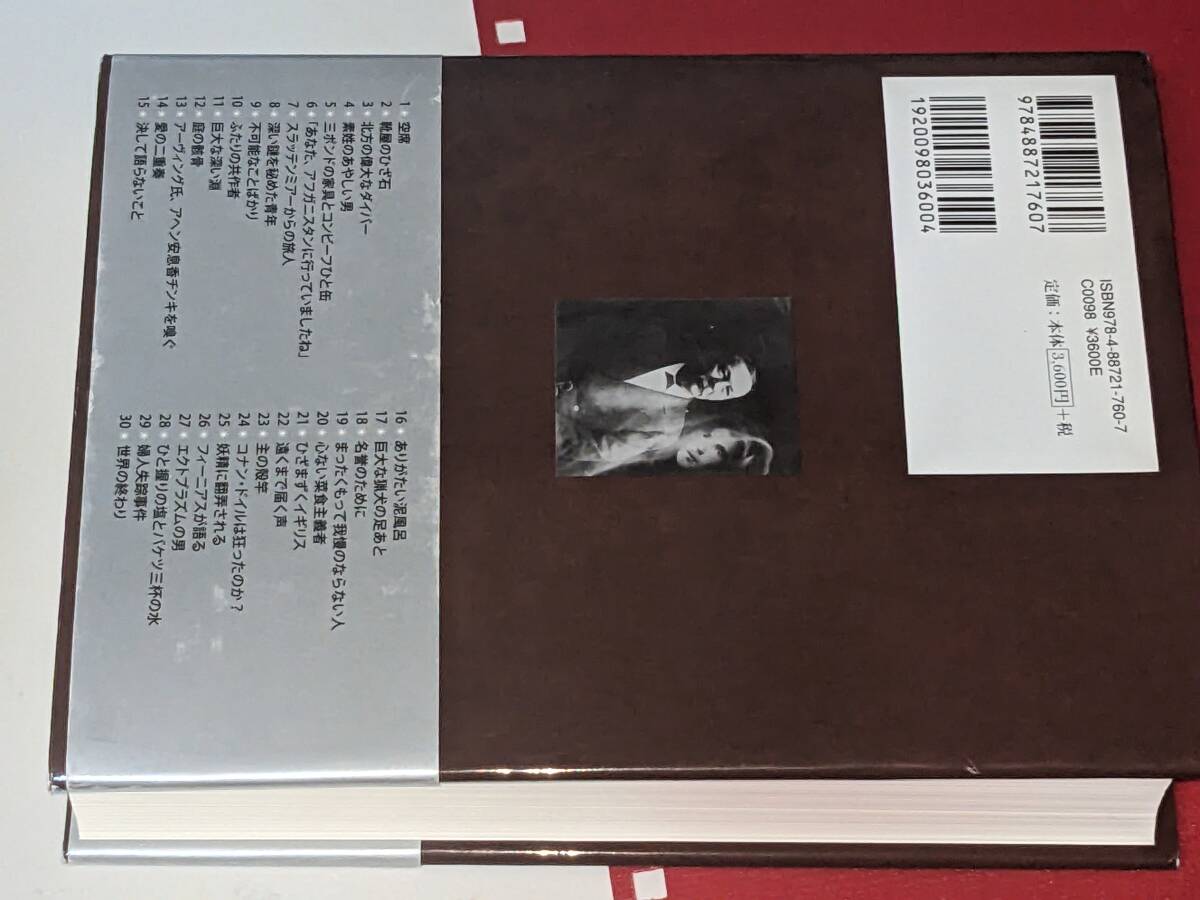 9784887217607
1920098036004
ISBN978-4-88721-760-7
C0098 ¥3600E
定価：本体3,600円+税
1 空席
2 靴屋のひざ石
3 北方の偉大なダイバー
4 素姓のあやしい男
5 三ポンドの家具とコンビーフひと缶
6 「あなた、アフガニスタンに行っていましたね」
7 スラッテンミアーからの旅人
8 深い謎を秘めた青年
9 不可能なことばかり
10 ふたりの共作者
11 巨大な深い淵
12 庭の骸骨
13 アーヴィング氏、アヘン安息香チンキを嗅ぐ
14 愛の二重奏
15 決して語らないこと
16 ありがたい泥風呂
17 巨大な猟犬の足あと
18 名誉のために
19 まったくもって我慢のならない人
20 心ない菜食主義者
21 ひざまずくイギリス
22 遠くまで届く声
23 主の殻竿
24 コナン・ドイルは狂ったのか？
25 妖精に翻弄される
26 フィーニアスが語る
27 エクトプラズムの男
28 ひと握りの塩とバケツ三杯の水
29 婦人失踪事件
30 世界の終わり